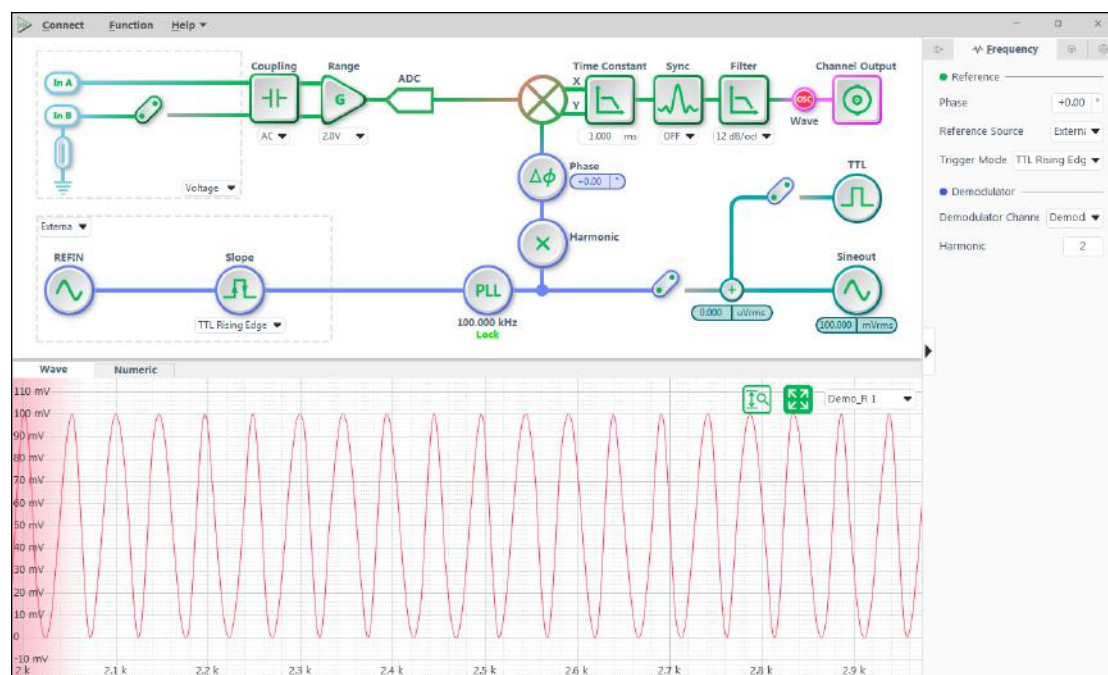 Connect Function Help
Coupling Range ADC Time Constant Sync Filter Channel Output
In A
In B
G
X
Y
OSC
Wave
AC 2.0V 1.000 ms OFF 12 dB/oct
Voltage
Δϕ Phase
+0.00 °
TTL
Externa
Harmonic
REFIN Slope Sineout
PLL
TTL Rising Edge
100.000 kHz
Lock
0.000 uVrms
100.000 mVrms
Frequency
Reference
Phase +0.00 °
Reference Source Externa
Trigger Mode TTL Rising Edg
Demodulator
Demodulator Channe Demod
Harmonic 2
Wave Numeric
Demo_R 1
110 mV
100 mV
90 mV
80 mV
70 mV
60 mV
50 mV
40 mV
30 mV
20 mV
10 mV
0
-10 mV
2 k 2.1 k 2.2 k 2.3 k 2.4 k 2.5 k 2.6 k 2.7 k 2.8 k 2.9 k